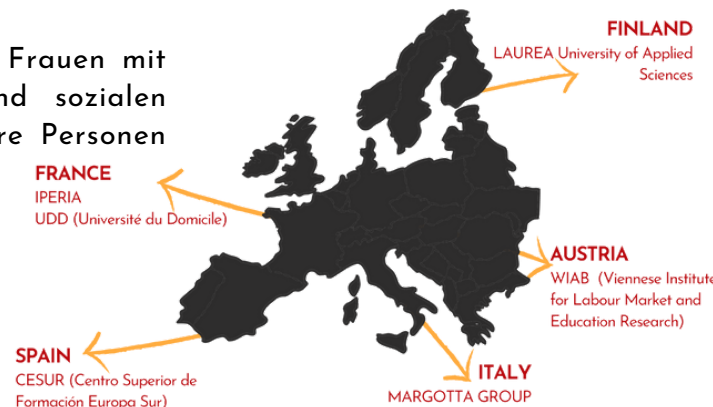 Frauen mit
nd sozialen
re Personen
FINLAND
LAUREA University of Applied
Sciences
FRANCE
IPERIA
UDD (Université du Domicile)
AUSTRIA
WIAB (Viennese Institute
for Labour Market and
Education Research)
SPAIN
CESUR (Centro Superior de
Formación Europa Sur)
ITALY
MARGOTTA GROUP